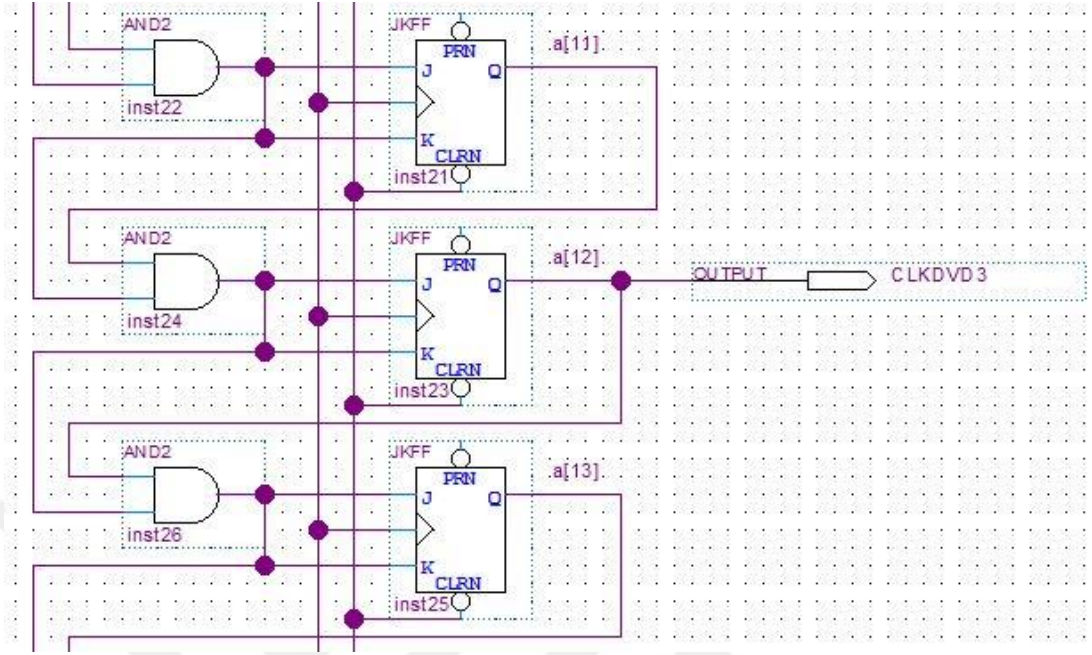 AND2
inst22
JKFF
PRN
J
Q
K
CLRN
inst21
a[11]
AND2
inst24
JKFF
PRN
J
Q
K
CLRN
inst23
a[12]
OUTPUT
CLKDVD3
AND2
inst26
JKFF
PRN
J
Q
K
CLRN
inst25
a[13]